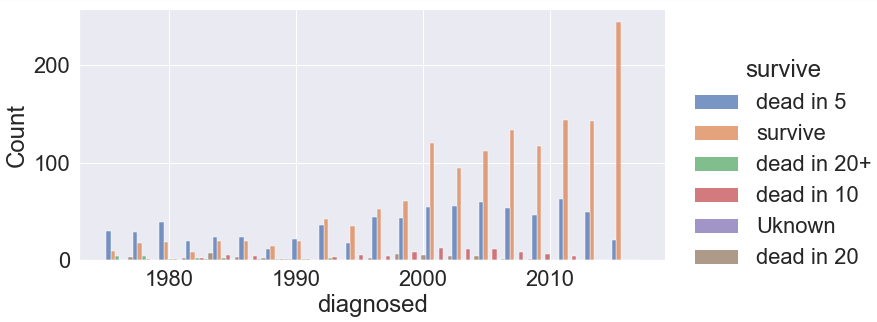 200
100
0
Count
1980 1990 2000 2010
diagnosed
survive
dead in 5
survive
dead in 20+
dead in 10
Uknown
dead in 20